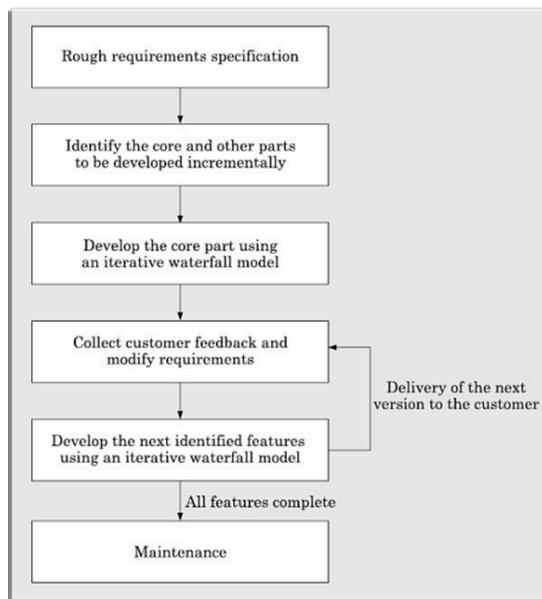 Rough requirements specification
Identify the core and other parts
to be developed incrementally
Develop the core part using
an iterative waterfall model
Collect customer feedback and
modify requirements
Delivery of the next
version to the customer
Develop the next identified features
using an iterative waterfall model
All features complete
Maintenance